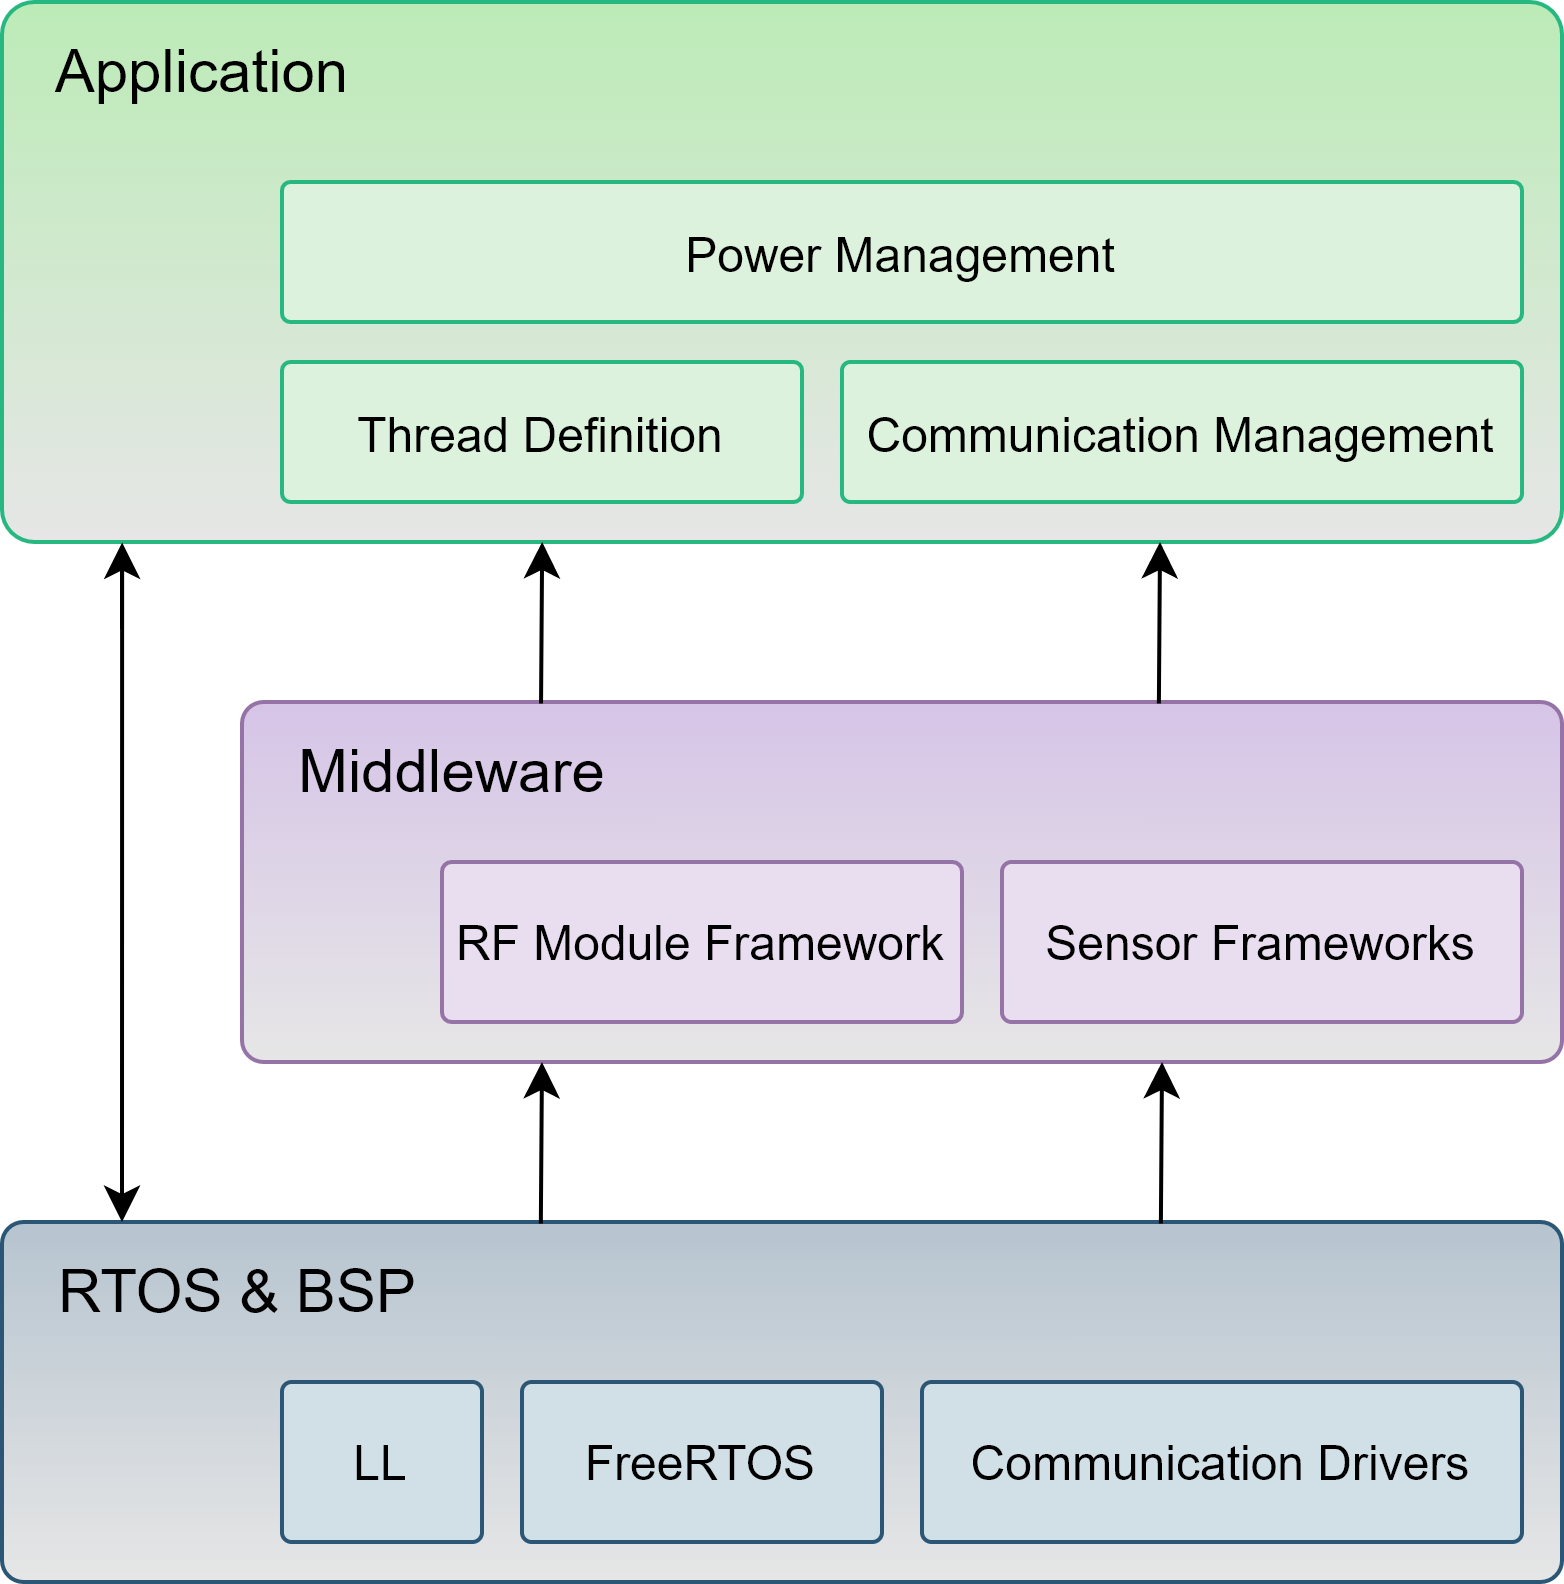 Application
Power Management
Thread Definition
Communication Management
Middleware
RF Module Framework
Sensor Frameworks
RTOS & BSP
LL
FreeRTOS
Communication Drivers